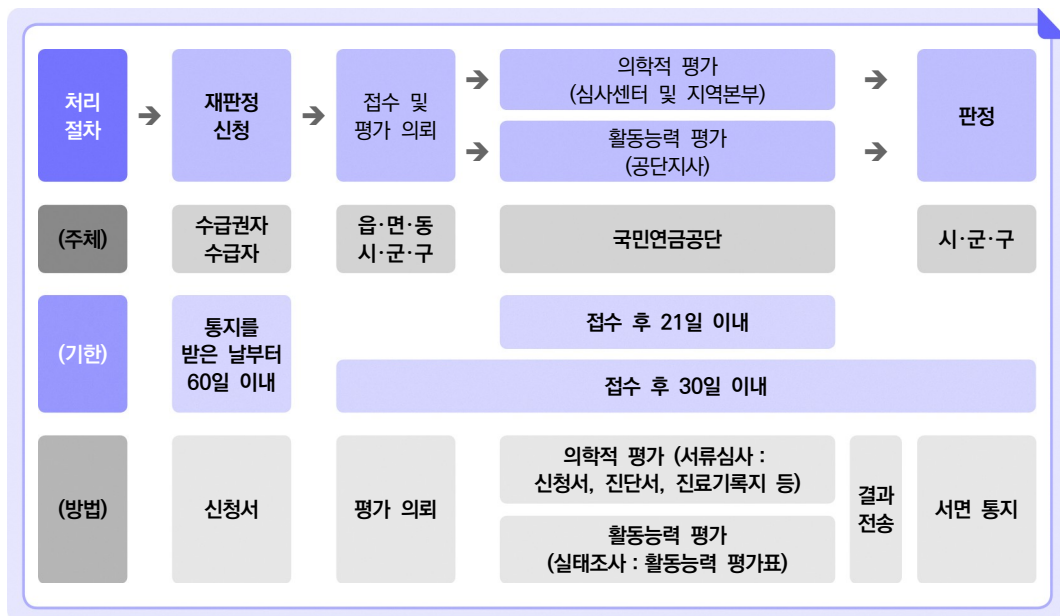 처리
절차
재판정
신청
접수 및
평가 의뢰
의학적 평가
(심사센터 및 지역본부)
활동능력 평가
(공단지사)
판정
(주체)
수급권자
수급자
읍·면·동
시·군·구
국민연금공단
시·군·구
(기한)
통지를
받은 날부터
60일 이내
접수 후 21일 이내
접수 후 30일 이내
(방법)
신청서
평가 의뢰
의학적 평가 (서류심사 :
신청서, 진단서, 진료기록지 등)
활동능력 평가
(실태조사 : 활동능력 평가표)
결과
전송
서면 통지